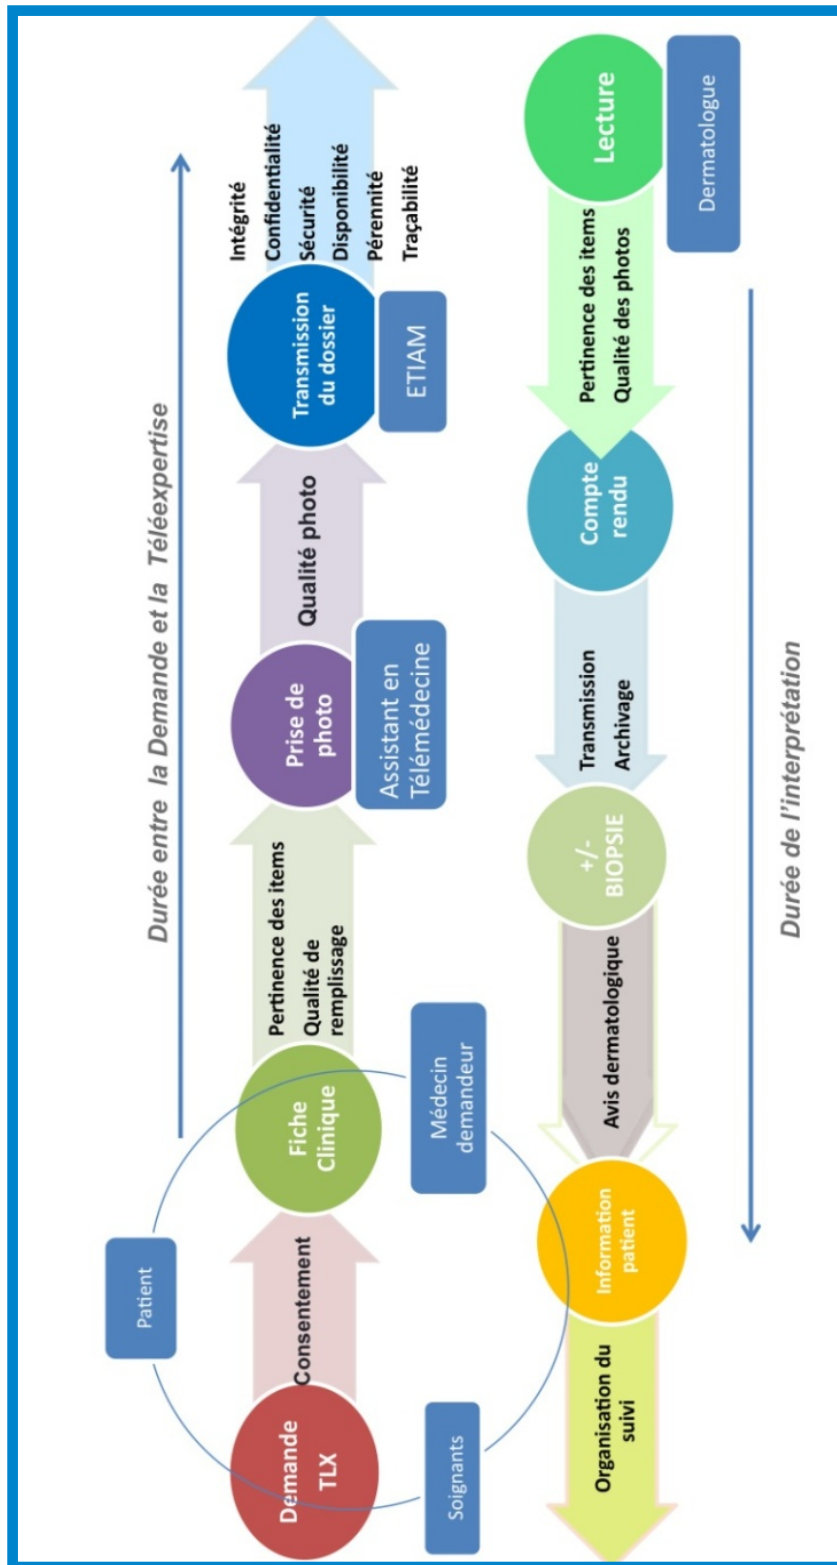 Durée entre la Demande et la Téléexpertise
Patient
Demande
TLX
Consentement
Fiche
Clinique
Pertinence des items
Qualité de
remplissage
Prise de
photo
Qualité photo
Transmission
du dossier
Intégrité
Confidentialité
Sécurité
Disponibilité
Pérennité
Traçabilité
Soignants
Médecin
demandeur
Assistant en
Télémédecine
ETIAM
Lecture
Pertinence des items
Qualité des photos
Compte
rendu
Transmission
Archivage
+/-
BIOPSIE
Avis dermatologique
Information
patient
Organisation du
suivi
Dermatologue
Durée de l'interprétation